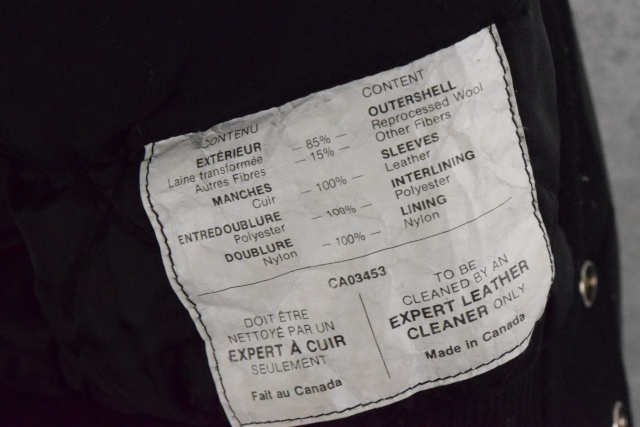 CONTENU
EXTÉRIEUR
Laine transformée
Autres Fibres
MANCHES
Cuir
ENTREDOUBLURE
Polyester
DOUBLURE
Nylon
— 85% —
— 15% —
— 100% —
— 100% —
— 100% —
CONTENT
OUTERSHELL
Reprocessed Wool
Other Fibers
SLEEVES
Leather
INTERLINING
Polyester
LINING
Nylon
CA03453
DOIT ÊTRE
NETTOYÉ PAR UN
EXPERT À CUIR
SEULEMENT
Fait au Canada
TO BE
CLEANED BY AN
EXPERT LEATHER
CLEANER ONLY
Made in Canada